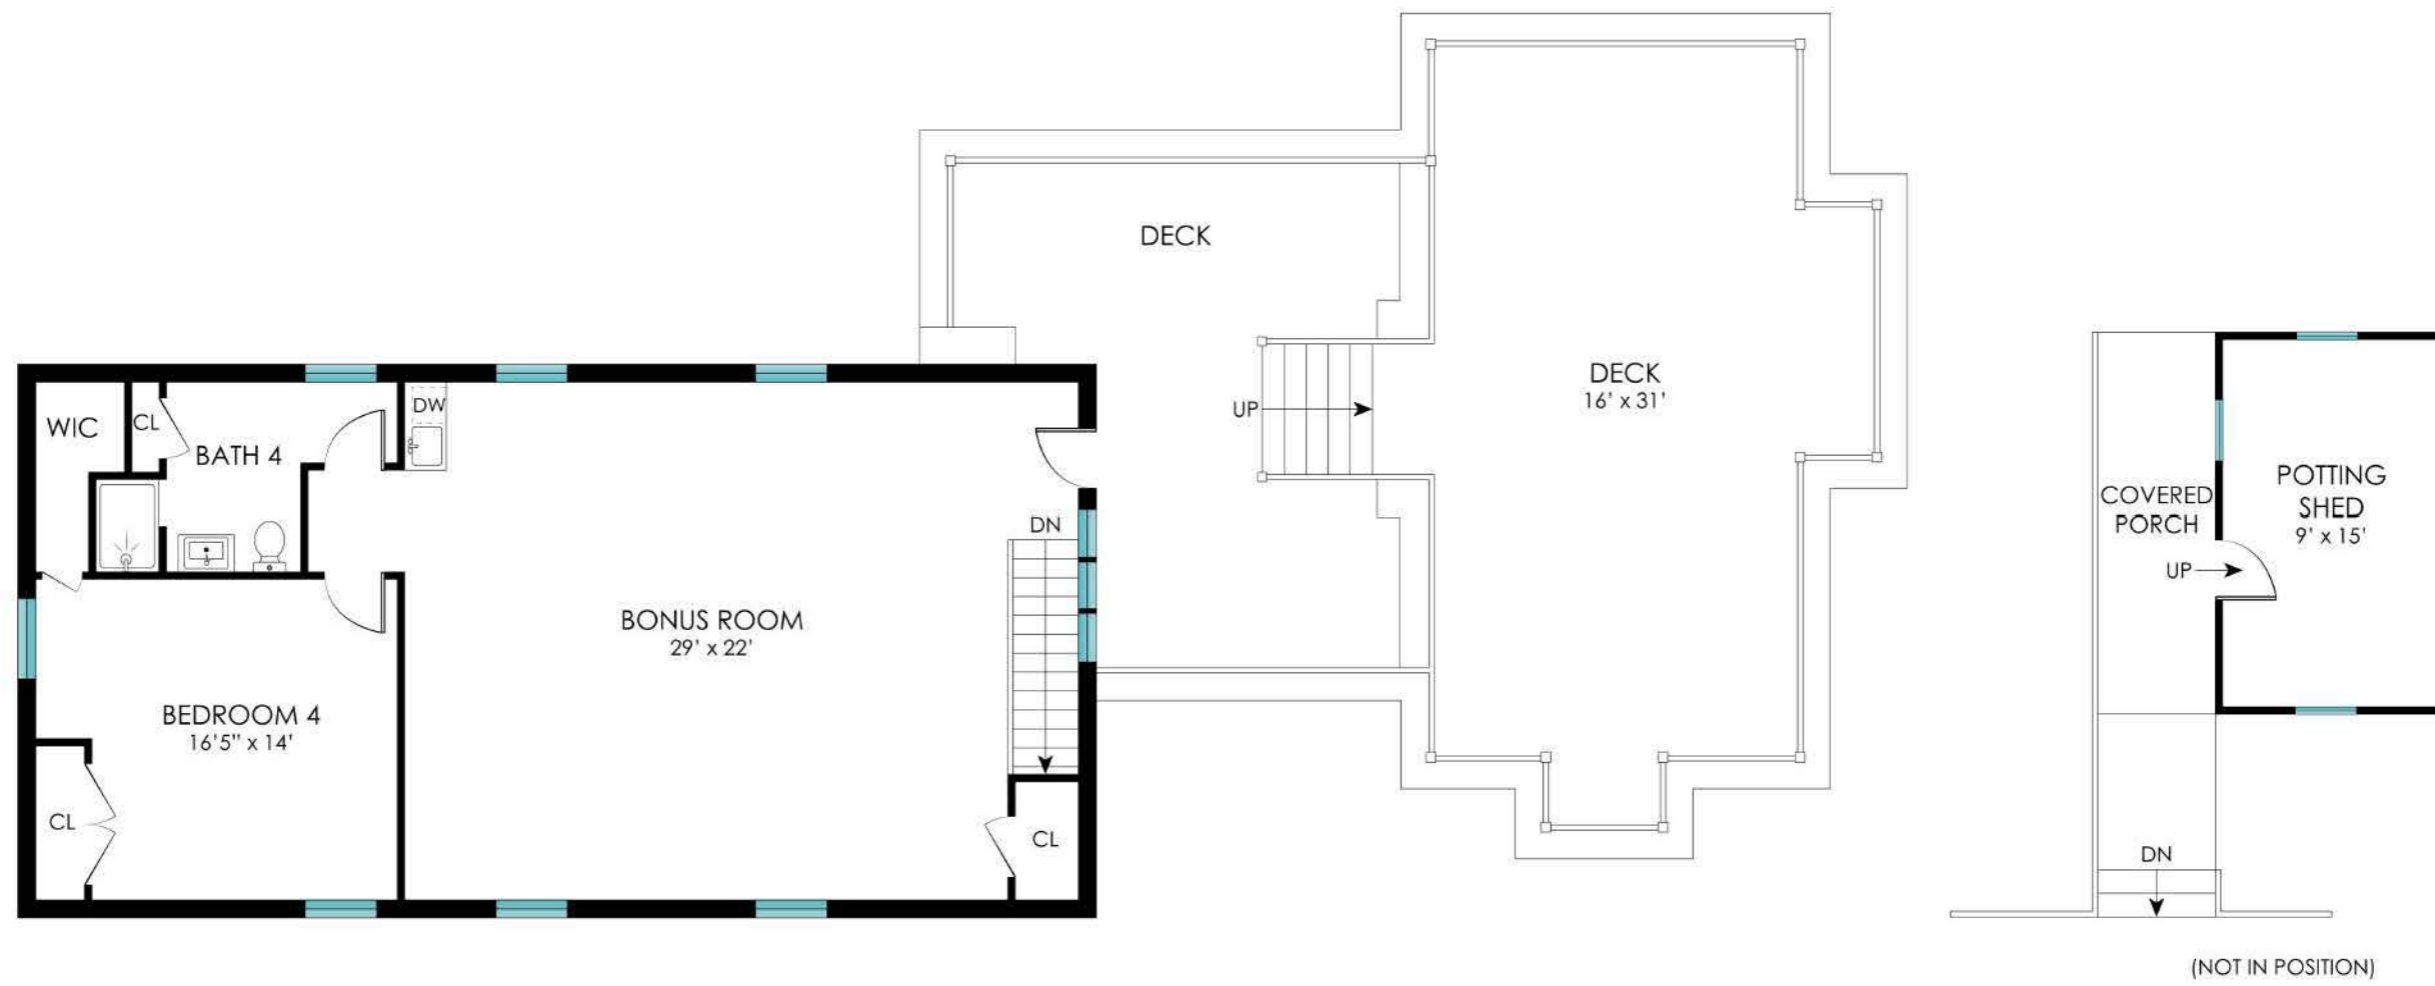 DECK
DECK
16' x 31'
UP
WIC
CL
BATH 4
DW
DN
BONUS ROOM
29' x 22'
BEDROOM 4
16'5" x 14'
CL
CL
COVERED
PORCH
POTTING
SHED
9' x 15'
UP
DN
(NOT IN POSITION)